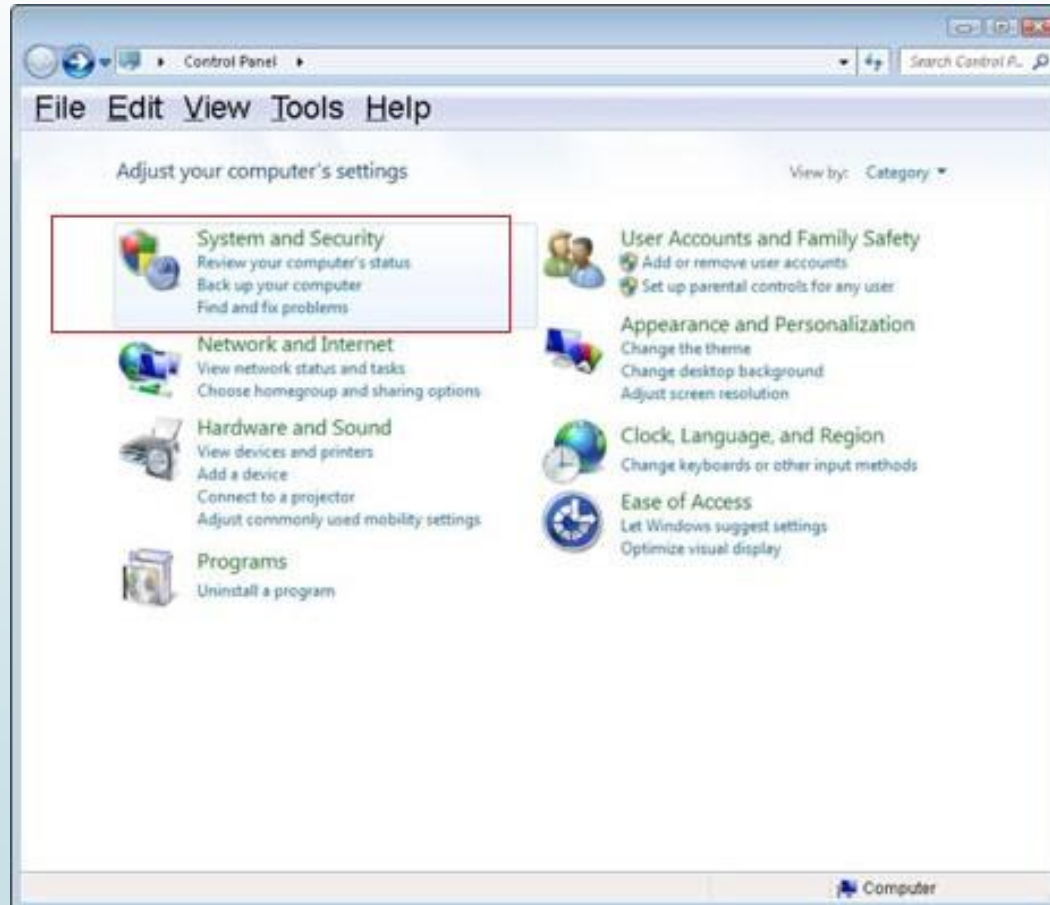 Control Panel
Search Control P...
File Edit View Tools Help
Adjust your computer's settings
View by: Category
System and Security
Review your computer's status
Back up your computer
Find and fix problems
Network and Internet
View network status and tasks
Choose homegroup and sharing options
Hardware and Sound
View devices and printers
Add a device
Connect to a projector
Adjust commonly used mobility settings
Programs
Uninstall a program
User Accounts and Family Safety
Add or remove user accounts
Set up parental controls for any user
Appearance and Personalization
Change the theme
Change desktop background
Adjust screen resolution
Clock, Language, and Region
Change keyboards or other input methods
Ease of Access
Let Windows suggest settings
Optimize visual display
Computer